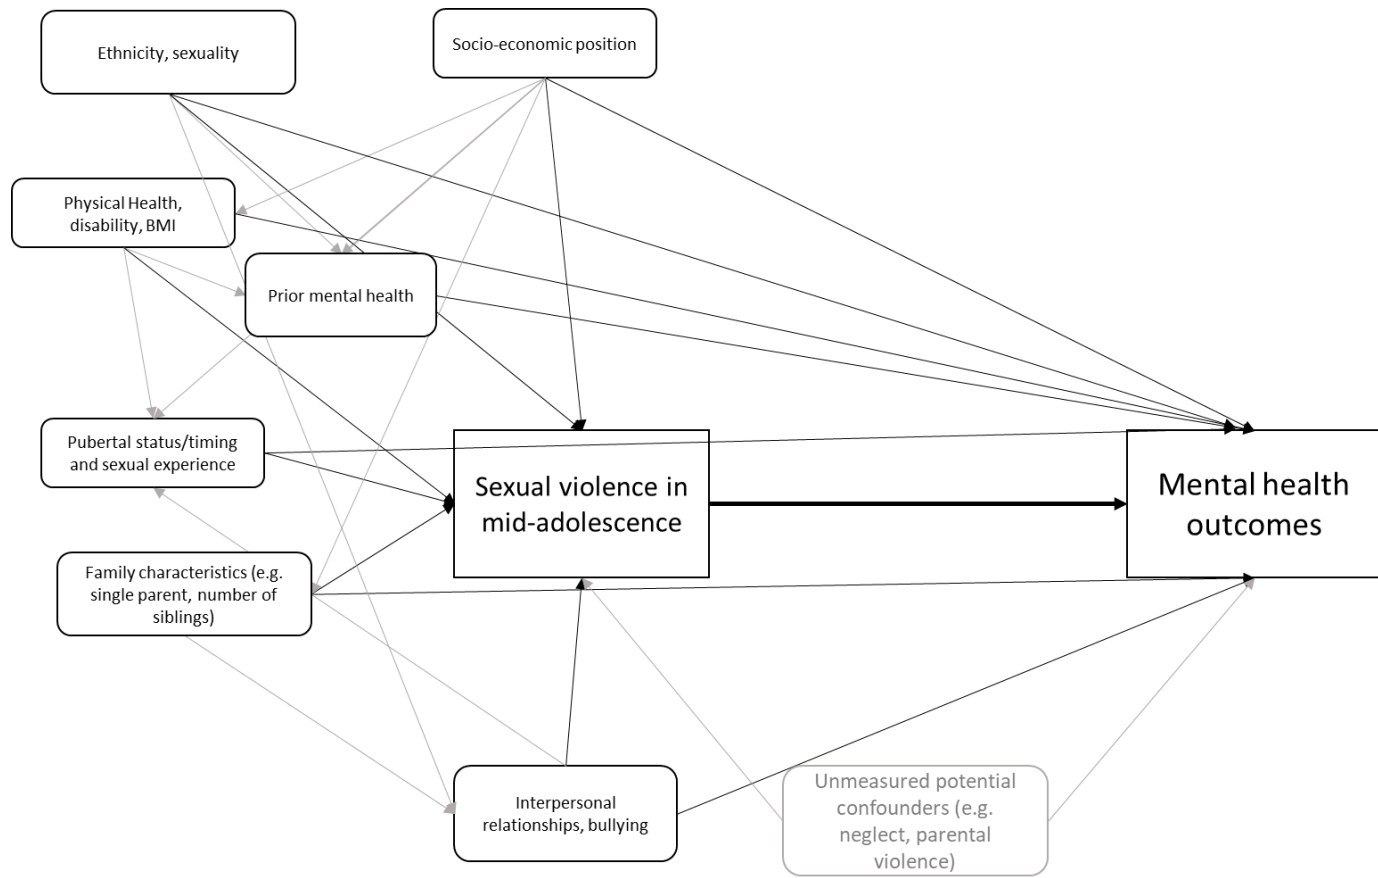 Ethnicity, sexuality
Socio-economic position
Physical Health,
disability, BMI
Prior mental health
Pubertal status/timing
and sexual experience
Sexual violence in
mid-adolescence
Mental health
outcomes
Family characteristics (e.g.
single parent, number of
siblings)
Interpersonal
relationships, bullying
Unmeasured potential
confounders (e.g.
neglect, parental
violence)